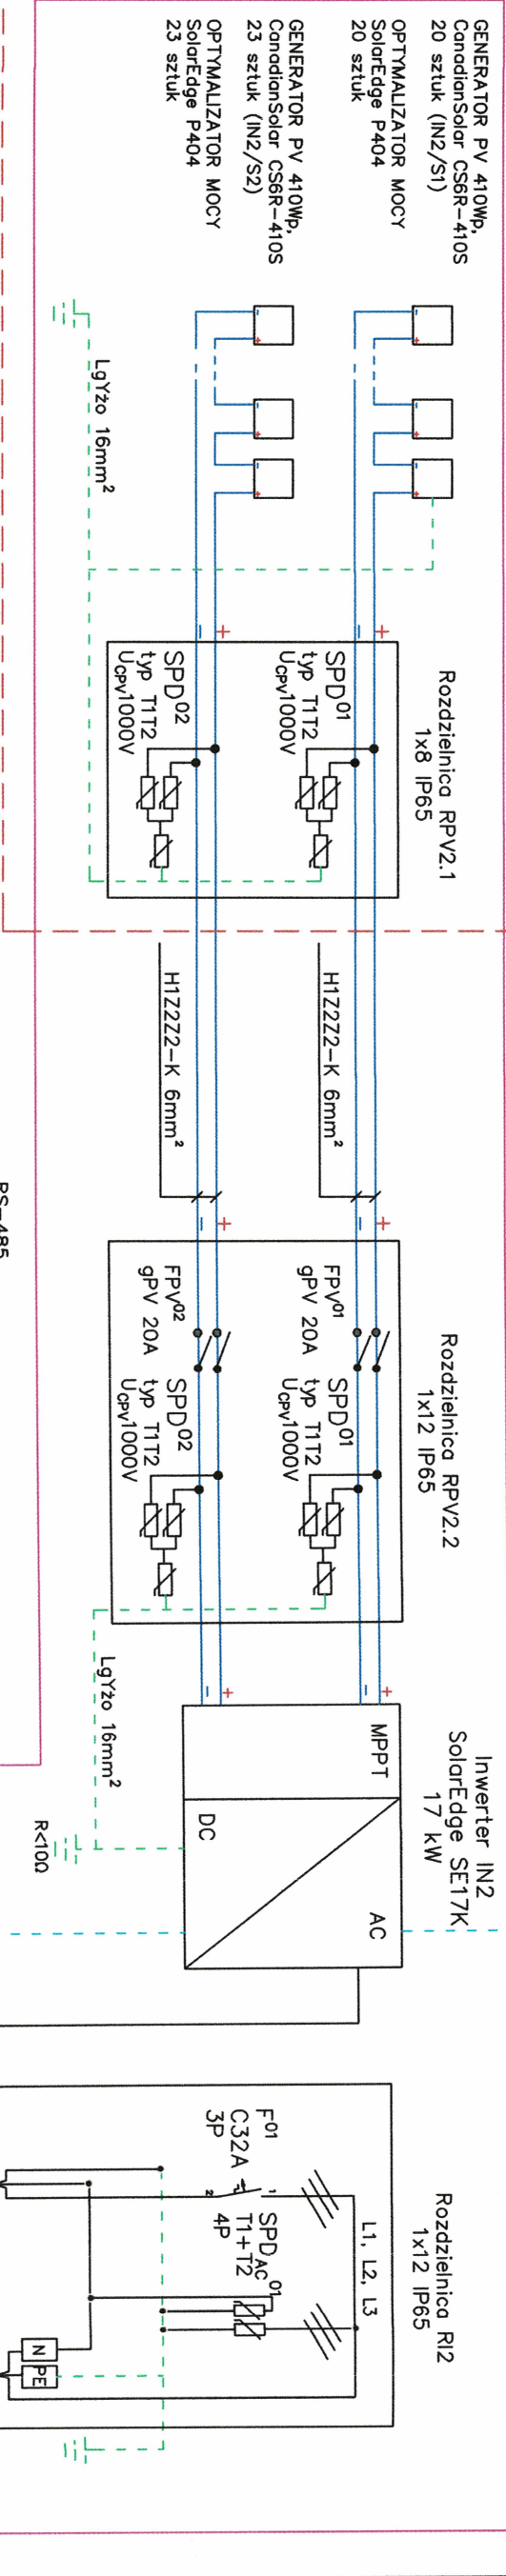 GENERATOR PV 410Wp,
CanadianSolar CS6R-410S
20 sztuk (IN2/S1)
OPTYMALIZATOR MOCY
SolarEdge P404
20 sztuk
GENERATOR PV 410Wp,
CanadianSolar CS6R-410S
23 sztuk (IN2/S2)
OPTYMALIZATOR MOCY
SolarEdge P404
23 sztuk
- +
- +
- +
- +
- +
- +
LgYżo 16mm²
Rozdzielnica RPV2.1
1x8 IP65
+
-
SPD01
typ T1T2
UCPV1000V
+
-
SPD02
typ T1T2
UCPV1000V
H1Z2Z2-K 6mm²
H1Z2Z2-K 6mm²
Rozdzielnica RPV2.2
1x12 IP65
+
-
FPV01
gPV 20A
SPD01
typ T1T2
UCPV1000V
+
-
FPV02
gPV 20A
SPD02
typ T1T2
UCPV1000V
LgYżo 16mm²
R<10Ω
RS-485
Inwerter IN2
SolarEdge SE17K
17 kW
+
-
+
-
MPPT
DC
AC
Rozdzielnica RI2
1x12 IP65
L1, L2, L3
F01
C32A
3P
1
2
SPDAC01
T1+T2
4P
N
PE